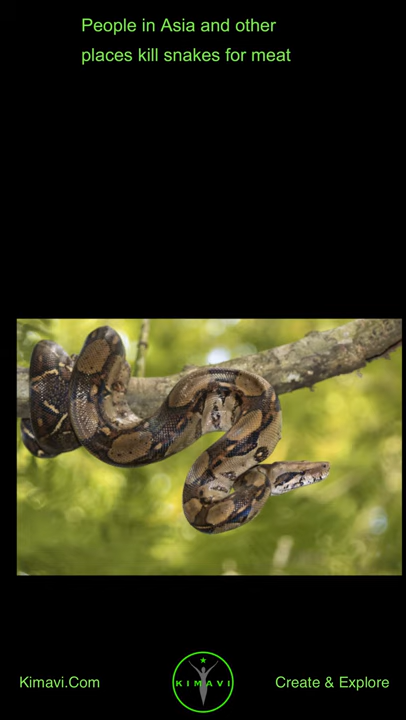 People in Asia and other
places kill snakes for meat
Kimavi.Com
KIMAVI
Create & Explore